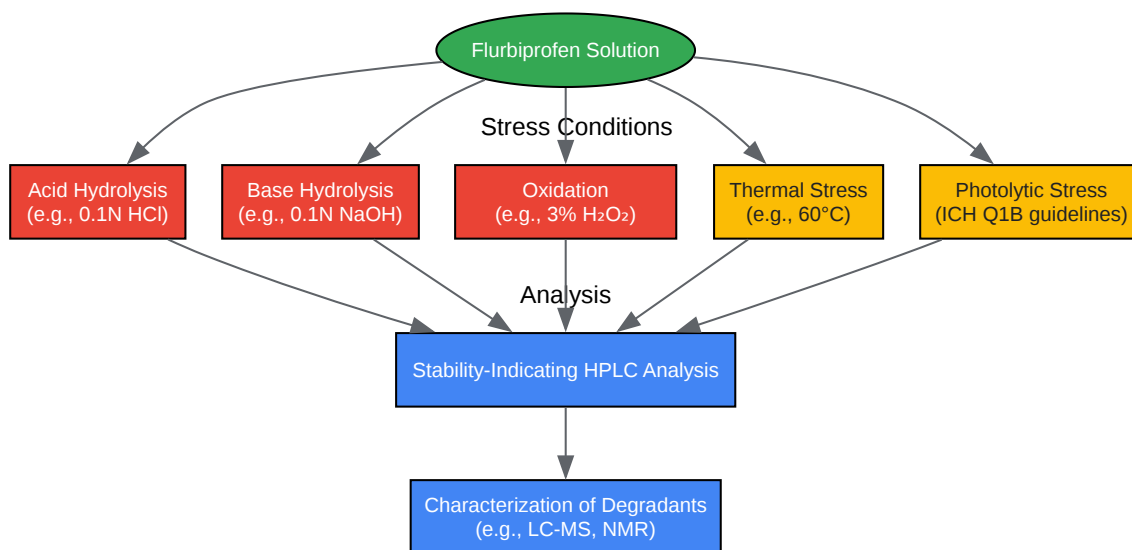 Flurbiprofen Solution
Stress Conditions
Acid Hydrolysis
(e.g., 0.1N HCl)
Base Hydrolysis
(e.g., 0.1N NaOH)
Oxidation
(e.g., 3% H₂O₂)
Thermal Stress
(e.g., 60°C)
Photolytic Stress
(ICH Q1B guidelines)
Analysis
Stability-Indicating HPLC Analysis
Characterization of Degradants
(e.g., LC-MS, NMR)